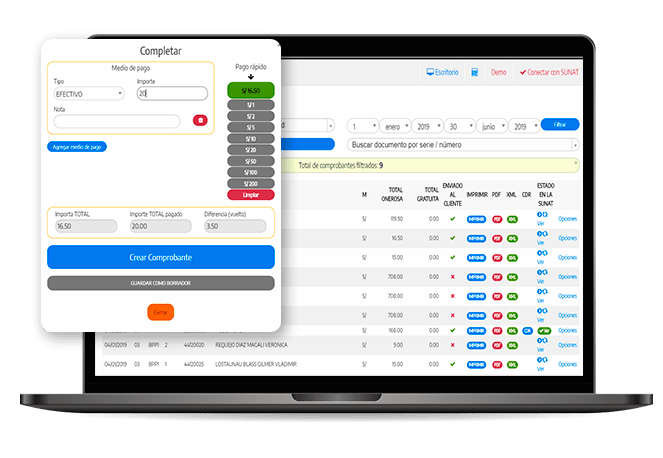 Completar
Medio de pago
Tipo
Importe
EFECTIVO
20
Nota
Agregar medio de pago
Pago rápido
S/ 16.50
S/ 1
S/ 2
S/ 5
S/ 10
S/ 20
S/ 50
S/ 100
S/ 200
Limpiar
Importa TOTAL
Importe TOTAL pagado
Diferencia (vuelto)
16.50
20.00
3.50
Crear Comprobante
GUARDAR COMO BORRADOR
Cerrar
Escritorio
Demo
Conectar con SUNAT
1 enero 2019 30 junio 2019 Filtrar
Buscar documento por serie / número
Total de comprobantes filtrados: 9
M TOTAL ONEROSA TOTAL GRATUITA ENVIADO AL CLIENTE IMPRIMIR PDF XML CDR ESTADO EN LA SUNAT
S/ 119.50 0.00 IMPRIMIR PDF XML Ver Opciones
S/ 16.50 0.00 IMPRIMIR PDF XML Ver Opciones
S/ 15.00 0.00 IMPRIMIR PDF XML Ver Opciones
S/ 708.00 0.00 IMPRIMIR PDF XML Ver Opciones
S/ 708.00 0.00 IMPRIMIR PDF XML Ver Opciones
S/ 708.00 0.00 IMPRIMIR PDF XML Ver Opciones
S/ 168.00 0.00 IMPRIMIR PDF XML CDR Ver Opciones
04/01/2019 03 BPP1 2 44120026 REQUEJO DIAZ MAGALI VERONICA S/ 9.00 0.00 IMPRIMIR PDF XML Ver Opciones
04/01/2019 03 BPP1 1 44120025 LOSTAUNAU BLASS GILMER VLADIMIR S/ 15.00 0.00 IMPRIMIR PDF XML Ver Opciones